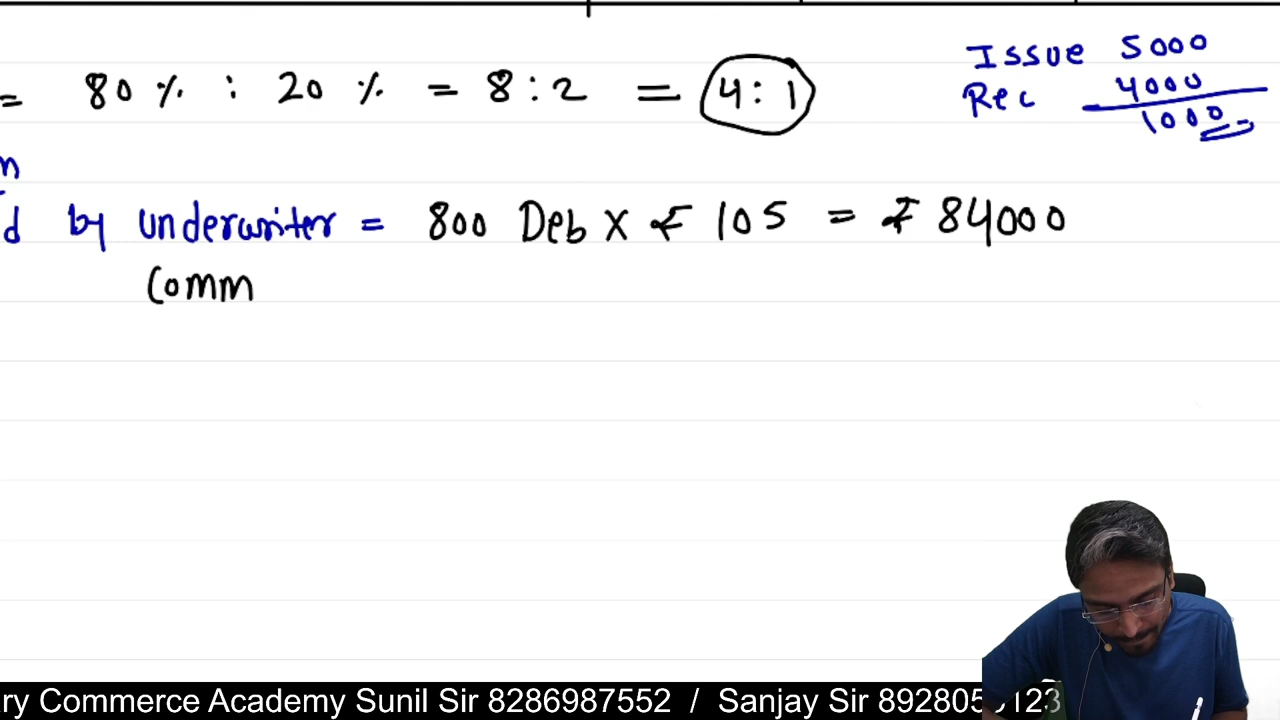 = 80 % : 20 % = 8 : 2 = 4 : 1
Issue 5000
Rec 4000
1000
n
d by underwriter = 800 Deb X ₹ 105 = ₹ 84000
Comm
ry Commerce Academy Sunil Sir 8286987552 / Sanjay Sir 892805 123